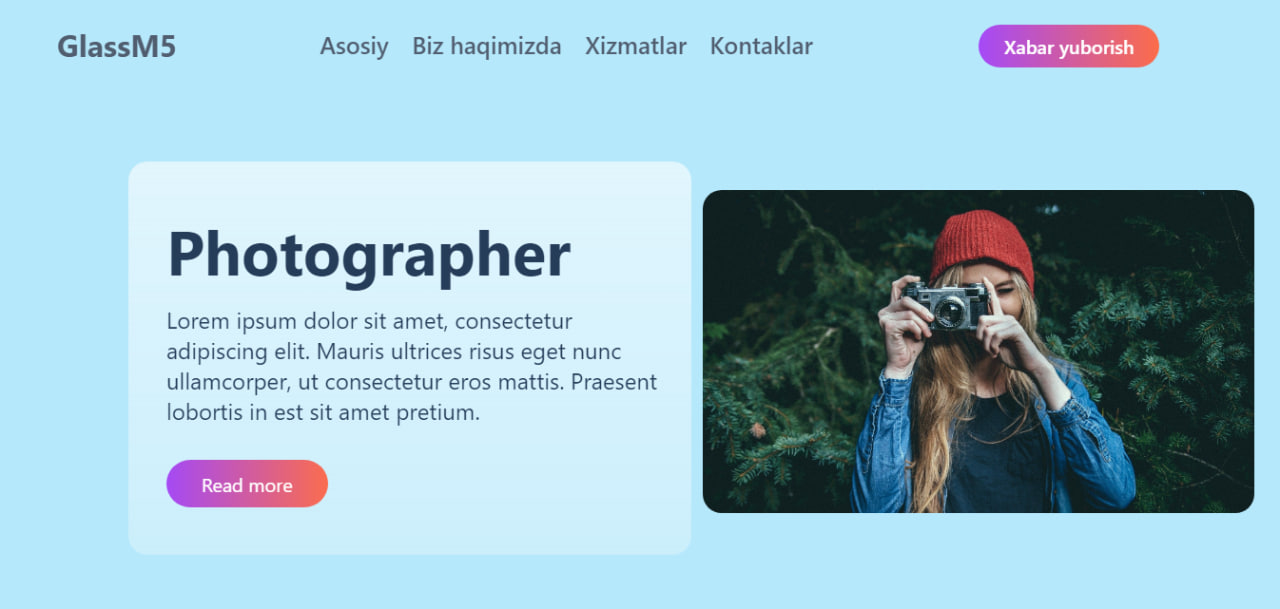 GlassM5
Asosiy Biz haqimizda Xizmatlar Kontaklar
Xabar yuborish
Photographer
Lorem ipsum dolor sit amet, consectetur
adipiscing elit. Mauris ultrices risus eget nunc
ullamcorper, ut consectetur eros mattis. Praesent
lobortis in est sit amet pretium.
Read more